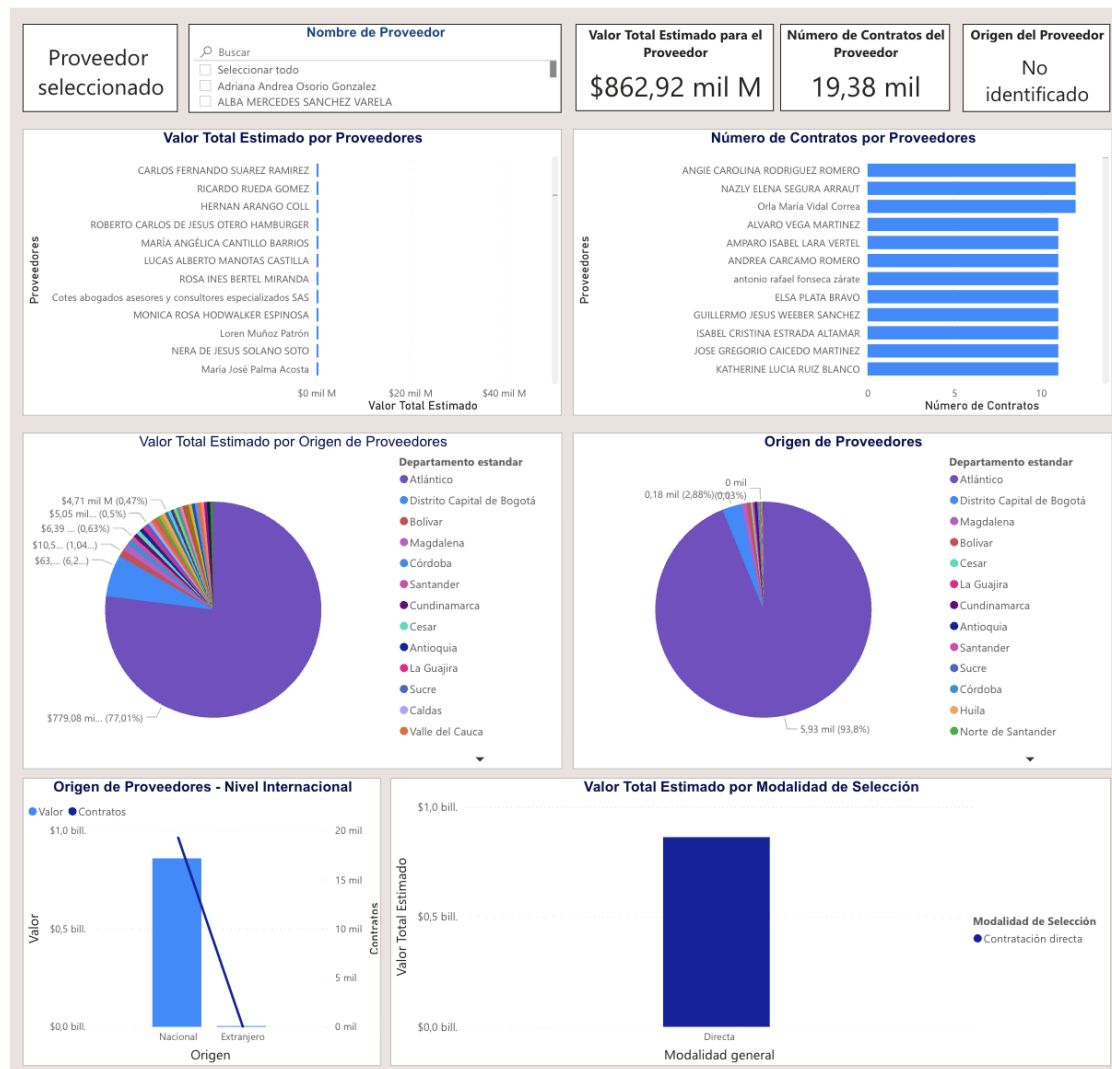 Proveedor
seleccionado
Nombre de Proveedor
Buscar
Seleccionar todo
Adriana Andrea Osorio Gonzalez
ALBA MERCEDES SANCHEZ VARELA
Valor Total Estimado para el
Proveedor
$862,92 mil M
Número de Contratos del
Proveedor
19,38 mil
Origen del Proveedor
No
identificado
Valor Total Estimado por Proveedores
Proveedores
CARLOS FERNANDO SUAREZ RAMIREZ
RICARDO RUEDA GOMEZ
HERNAN ARANGO COLL
ROBERTO CARLOS DE JESUS OTERO HAMBURGER
MARÍA ANGÉLICA CANTILLO BARRIOS
LUCAS ALBERTO MANOTAS CASTILLA
ROSA INES BERTEL MIRANDA
Cotes abogados asesores y consultores especializados SAS
MONICA ROSA HODWALKER ESPINOSA
Loren Muñoz Patrón
NERA DE JESUS SOLANO SOTO
María José Palma Acosta
$0 mil M $20 mil M $40 mil M
Valor Total Estimado
Número de Contratos por Proveedores
Proveedores
ANGIE CAROLINA RODRIGUEZ ROMERO
NAZLY ELENA SEGURA ARRAUT
Orla Maria Vidal Correa
ALVARO VEGA MARTINEZ
AMPARO ISABEL LARA VERTEL
ANDREA CARCAMO ROMERO
antonio rafael fonseca zárate
ELSA PLATA BRAVO
GUILLERMO JESUS WEEBER SANCHEZ
ISABEL CRISTINA ESTRADA ALTAMAR
JOSE GREGORIO CAICEDO MARTINEZ
KATHERINE LUCIA RUIZ BLANCO
0 5 10
Número de Contratos
Valor Total Estimado por Origen de Proveedores
$4,71 mil M (0,47%)
$5,05 mil... (0,5%)
$6,39 ... (0,63%)
$10,5... (1,04...)
$63,... (6,2...)
$779,08 mi... (77,01%)
Departamento estandar
Atlántico
Distrito Capital de Bogotá
Bolívar
Magdalena
Córdoba
Santander
Cundinamarca
Cesar
Antioquia
La Guajira
Sucre
Caldas
Valle del Cauca
Origen de Proveedores
0 mil
0,18 mil (2,88%)
(0,03%)
5,93 mil (93,8%)
Departamento estandar
Atlántico
Distrito Capital de Bogotá
Magdalena
Bolívar
Cesar
La Guajira
Cundinamarca
Antioquia
Santander
Sucre
Córdoba
Huila
Norte de Santander
Origen de Proveedores - Nivel Internacional
Valor Contratos
Valor
$1,0 bill.
$0,5 bill.
$0,0 bill.
20 mil
15 mil
10 mil
5 mil
0 mil
Contratos
Nacional Extranjero
Origen
Valor Total Estimado por Modalidad de Selección
Valor Total Estimado
$1,0 bill.
$0,5 bill.
$0,0 bill.
Directa
Modalidad general
Modalidad de Selección
Contratación directa